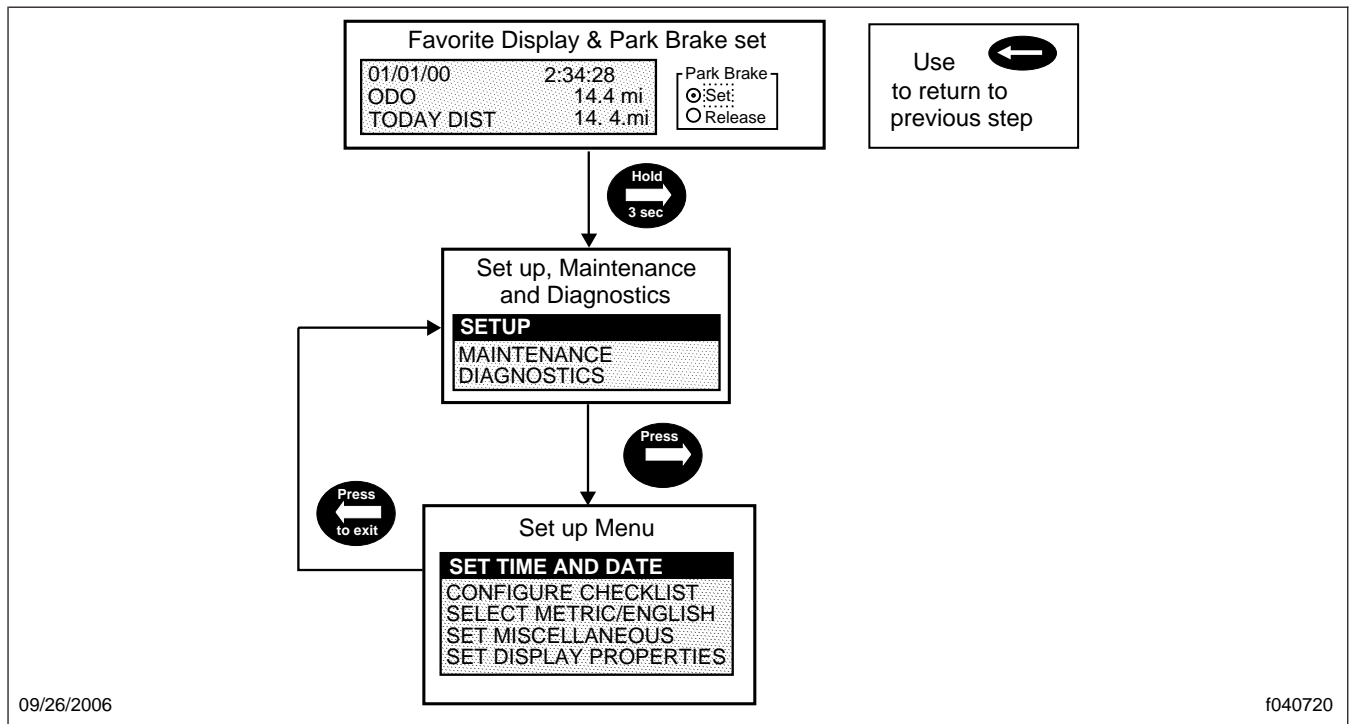 Favorite Display & Park Brake set
01/01/00 2:34:28
ODO 14.4 mi
TODAY DIST 14. 4.mi
Park Brake
Set
Release
Use
to return to
previous step
Hold
3 sec
Set up, Maintenance
and Diagnostics
SETUP
MAINTENANCE
DIAGNOSTICS
Press
Press
to exit
Set up Menu
SET TIME AND DATE
CONFIGURE CHECKLIST
SELECT METRIC/ENGLISH
SET MISCELLANEOUS
SET DISPLAY PROPERTIES
09/26/2006
f040720